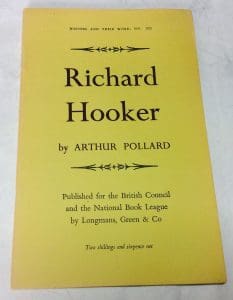 WRITERS AND THEIR WORK: NO. 195
Richard
Hooker
by ARTHUR POLLARD
Published for the British Council
and the National Book League
by Longmans, Green & Co
Two shillings and sixpence net